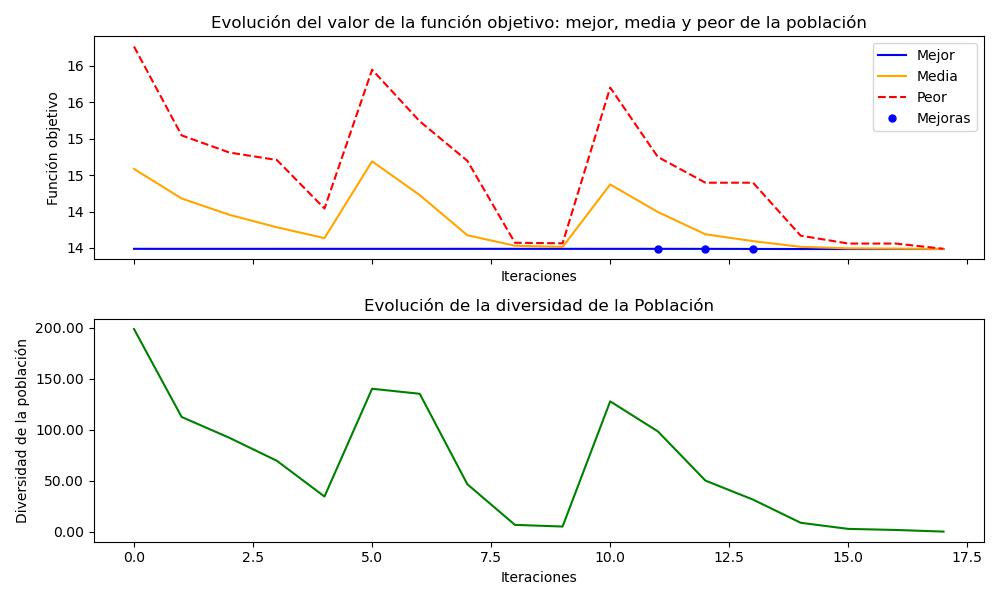 Evolución del valor de la función objetivo: mejor, media y peor de la población
16
16
15
15
14
14
Función objetivo
Mejor
Media
Peor
Mejoras
Iteraciones
Evolución de la diversidad de la Población
200.00
150.00
100.00
50.00
0.00
Diversidad de la población
0.0 2.5 5.0 7.5 10.0 12.5 15.0 17.5
Iteraciones